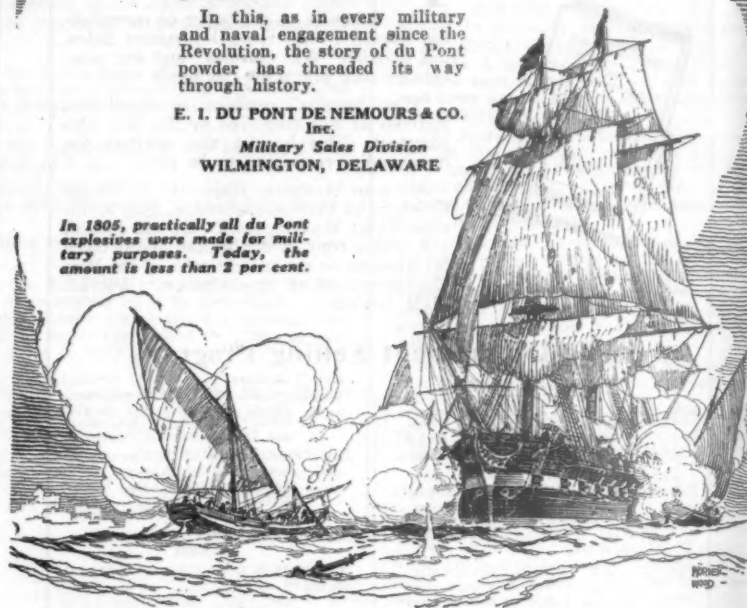 In this, as in every military
and naval engagement since the
Revolution, the story of du Pont
powder has threaded its way
through history.
E. I. DU PONT DE NEMOURS & CO.
Inc.
Military Sales Division
WILMINGTON, DELAWARE
In 1805, practically all du Pont
explosives were made for mili-
tary purposes. Today, the
amount is less than 2 per cent.
WOOD